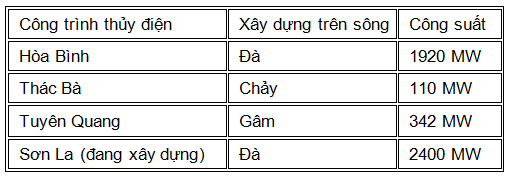 Công trình thủy điện Xây dựng trên sông Công suất
Hòa Bình Đà 1920 MW
Thác Bà Chảy 110 MW
Tuyên Quang Gâm 342 MW
Sơn La (đang xây dựng) Đà 2400 MW